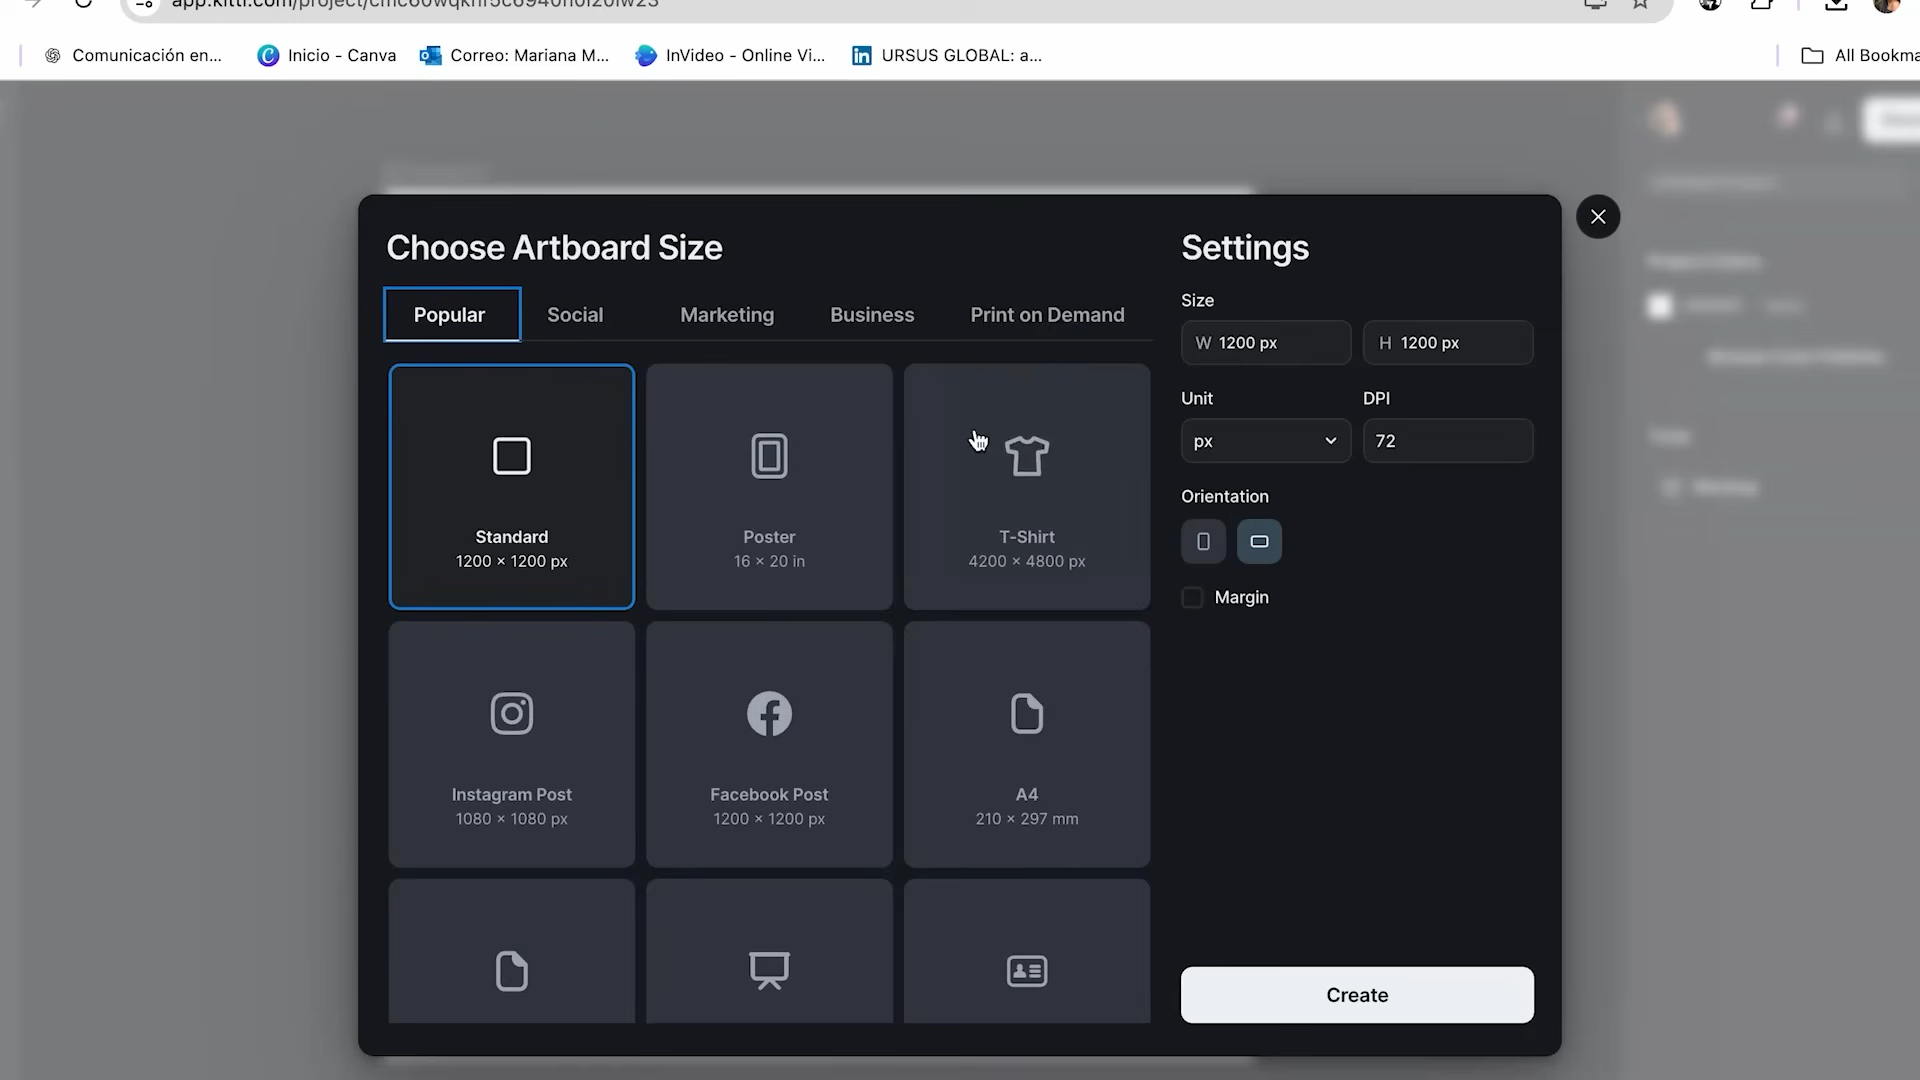 Comunicación en...
Inicio - Canva
Correo: Mariana M...
InVideo - Online Vi...
URSUS GLOBAL: a...
All Bookma
Choose Artboard Size
Popular
Social
Marketing
Business
Print on Demand
Standard
1200 × 1200 px
Poster
16 × 20 in
T-Shirt
4200 × 4800 px
Instagram Post
1080 × 1080 px
Facebook Post
1200 × 1200 px
A4
210 × 297 mm
Settings
Size
W 1200 px
H 1200 px
Unit
DPI
px
72
Orientation
Margin
Create